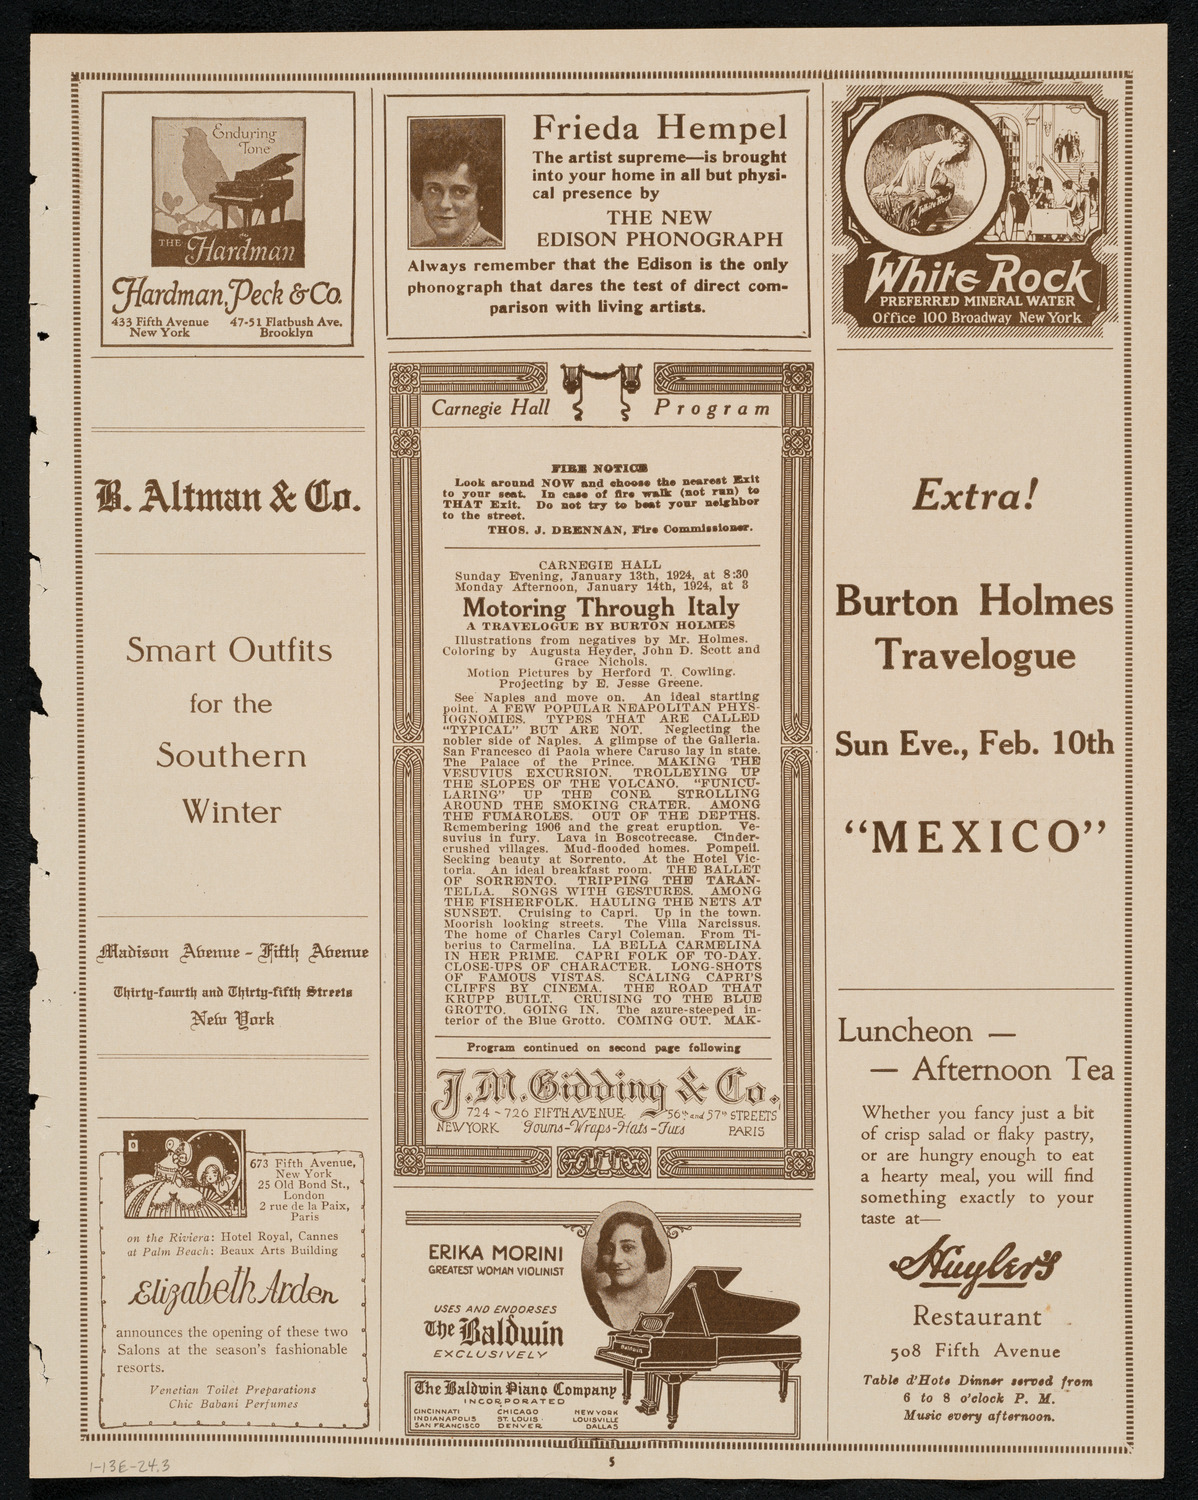 Enduring
Tone
THE Hardman
Hardman, Peck & Co.
433 Fifth Avenue 47-51 Flatbush Ave.
New York Brooklyn
Frieda Hempel
The artist supreme—is brought
into your home in all but physi-
cal presence by
THE NEW
EDISON PHONOGRAPH
Always remember that the Edison is the only
phonograph that dares the test of direct com-
parison with living artists.
White Rock
White Rock
PREFERRED MINERAL WATER
Office 100 Broadway New York
B. Altman & Co.
Smart Outfits
for the
Southern
Winter
Madison Avenue - Fifth Avenue
Thirty-fourth and Thirty-fifth Streets
New York
673 Fifth Avenue,
New York
25 Old Bond St.,
London
2 rue de la Paix,
Paris
on the Riviera: Hotel Royal, Cannes
at Palm Beach: Beaux Arts Building
Elizabeth Arden
announces the opening of these two
Salons at the season's fashionable
resorts.
Venetian Toilet Preparations
Chic Babani Perfumes
Carnegie Hall Program
FIRE NOTICE
Look around NOW and choose the nearest Exit
to your seat. In case of fire walk (not run) to
THAT Exit. Do not try to beat your neighbor
to the street.
THOS. J. DRENNAN, Fire Commissioner.
CARNEGIE HALL
Sunday Evening, January 13th, 1924, at 8:30
Monday Afternoon, January 14th, 1924, at 3
Motoring Through Italy
A TRAVELOGUE BY BURTON HOLMES
Illustrations from negatives by Mr. Holmes.
Coloring by Augusta Heyder, John D. Scott and
Grace Nichols.
Motion Pictures by Herford T. Cowling.
Projecting by E. Jesse Greene.
See Naples and move on. An ideal starting
point. A FEW POPULAR NEAPOLITAN PHYS-
IOGNOMIES. TYPES THAT ARE CALLED
"TYPICAL" BUT ARE NOT. Neglecting the
nobler side of Naples. A glimpse of the Galleria.
San Francesco di Paola where Caruso lay in state.
The Palace of the Prince. MAKING THE
VESUVIUS EXCURSION. TROLLEYING UP
THE SLOPES OF THE VOLCANO. "FUNICU-
LARING" UP THE CONE. STROLLING
AROUND THE SMOKING CRATER. AMONG
THE FUMAROLES. OUT OF THE DEPTHS.
Remembering 1906 and the great eruption. Ve-
suvius in fury. Lava in Boscotrecase. Cinder-
crushed villages. Mud-flooded homes. Pompeii.
Seeking beauty at Sorrento. At the Hotel Vic-
toria. An ideal breakfast room. THE BALLET
OF SORRENTO. TRIPPING THE TARAN-
TELLA. SONGS WITH GESTURES. AMONG
THE FISHERFOLK. HAULING THE NETS AT
SUNSET. Cruising to Capri. Up in the town.
Moorish looking streets. The Villa Narcissus.
The home of Charles Caryl Coleman. From Ti-
berius to Carmelina. LA BELLA CARMELINA
IN HER PRIME. CAPRI FOLK OF TO-DAY.
CLOSE-UPS OF CHARACTER. LONG-SHOTS
OF FAMOUS VISTAS. SCALING CAPRI'S
CLIFFS BY CINEMA. THE ROAD THAT
KRUPP BUILT. CRUISING TO THE BLUE
GROTTO. GOING IN. The azure-steeped in-
terior of the Blue Grotto. COMING OUT. MAK-
Program continued on second page following
J. M. Gidding & Co.
724-726 FIFTH AVENUE 56th and 57th STREETS
NEW YORK Gowns-Wraps-Hats-Furs PARIS
ERIKA MORINI
GREATEST WOMAN VIOLINIST
USES AND ENDORSES
The Baldwin
EXCLUSIVELY
Baldwin
The Baldwin Piano Company
INCORPORATED
CINCINNATI CHICAGO NEW YORK
INDIANAPOLIS ST. LOUIS LOUISVILLE
SAN FRANCISCO DENVER DALLAS
Extra!
Burton Holmes
Travelogue
Sun Eve., Feb. 10th
"MEXICO"
Luncheon —
— Afternoon Tea
Whether you fancy just a bit
of crisp salad or flaky pastry,
or are hungry enough to eat
a hearty meal, you will find
something exactly to your
taste at—
Huyler's
Restaurant
508 Fifth Avenue
Table d'Hote Dinner served from
6 to 8 o'clock P. M.
Music every afternoon.
5
1-13E-24.3